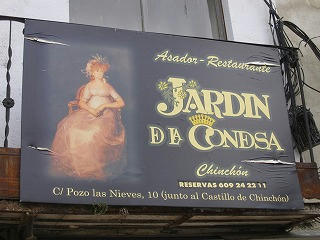 Asador-Restaurante
JARDIN
DE LA CONDESA
Chinchón
RESERVAS 609 24 22 11
C/ Pozo las Nieves, 10 (junto al Castillo de Chinchón)